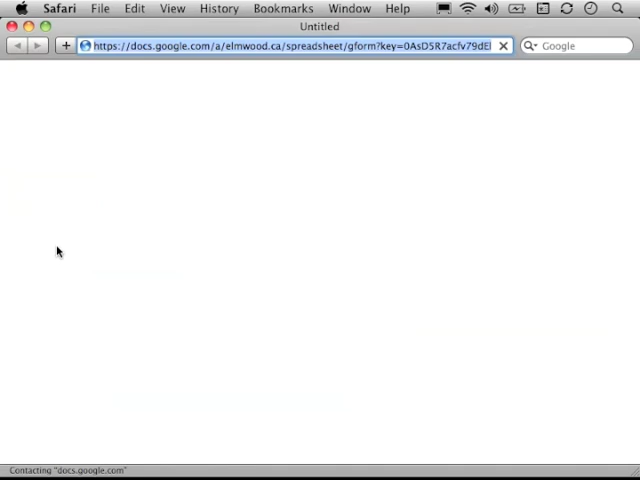 Safari File Edit View History Bookmarks Window Help
Untitled
https://docs.google.com/a/elmwood.ca/spreadsheet/gform?key=0AsD5R7acfv79dE
Google
Contacting "docs.google.com"